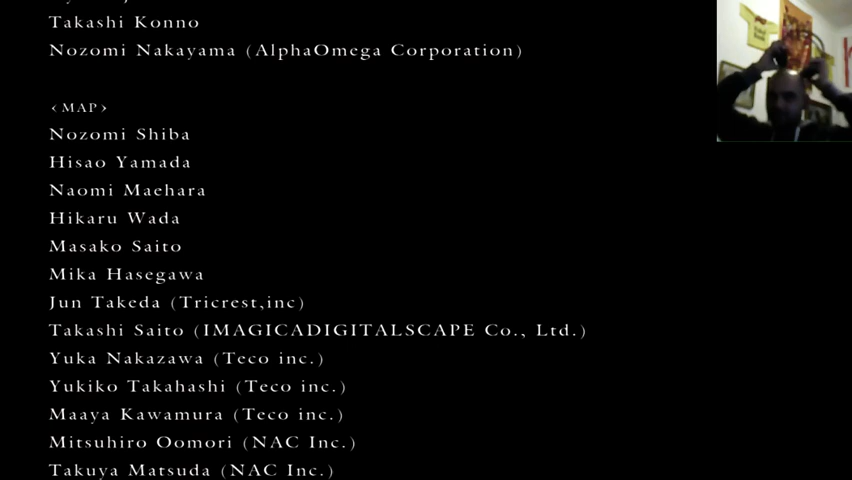 Takashi Konno
Nozomi Nakayama (AlphaOmega Corporation)
<MAP>
Nozomi Shiba
Hisao Yamada
Naomi Maehara
Hikaru Wada
Masako Saito
Mika Hasegawa
Jun Takeda (Tricrest,inc)
Takashi Saito (IMAGICADIGITALSCAPE Co., Ltd.)
Yuka Nakazawa (Teco inc.)
Yukiko Takahashi (Teco inc.)
Maaya Kawamura (Teco inc.)
Mitsuhiro Oomori (NAC Inc.)
Takuya Matsuda (NAC Inc.)